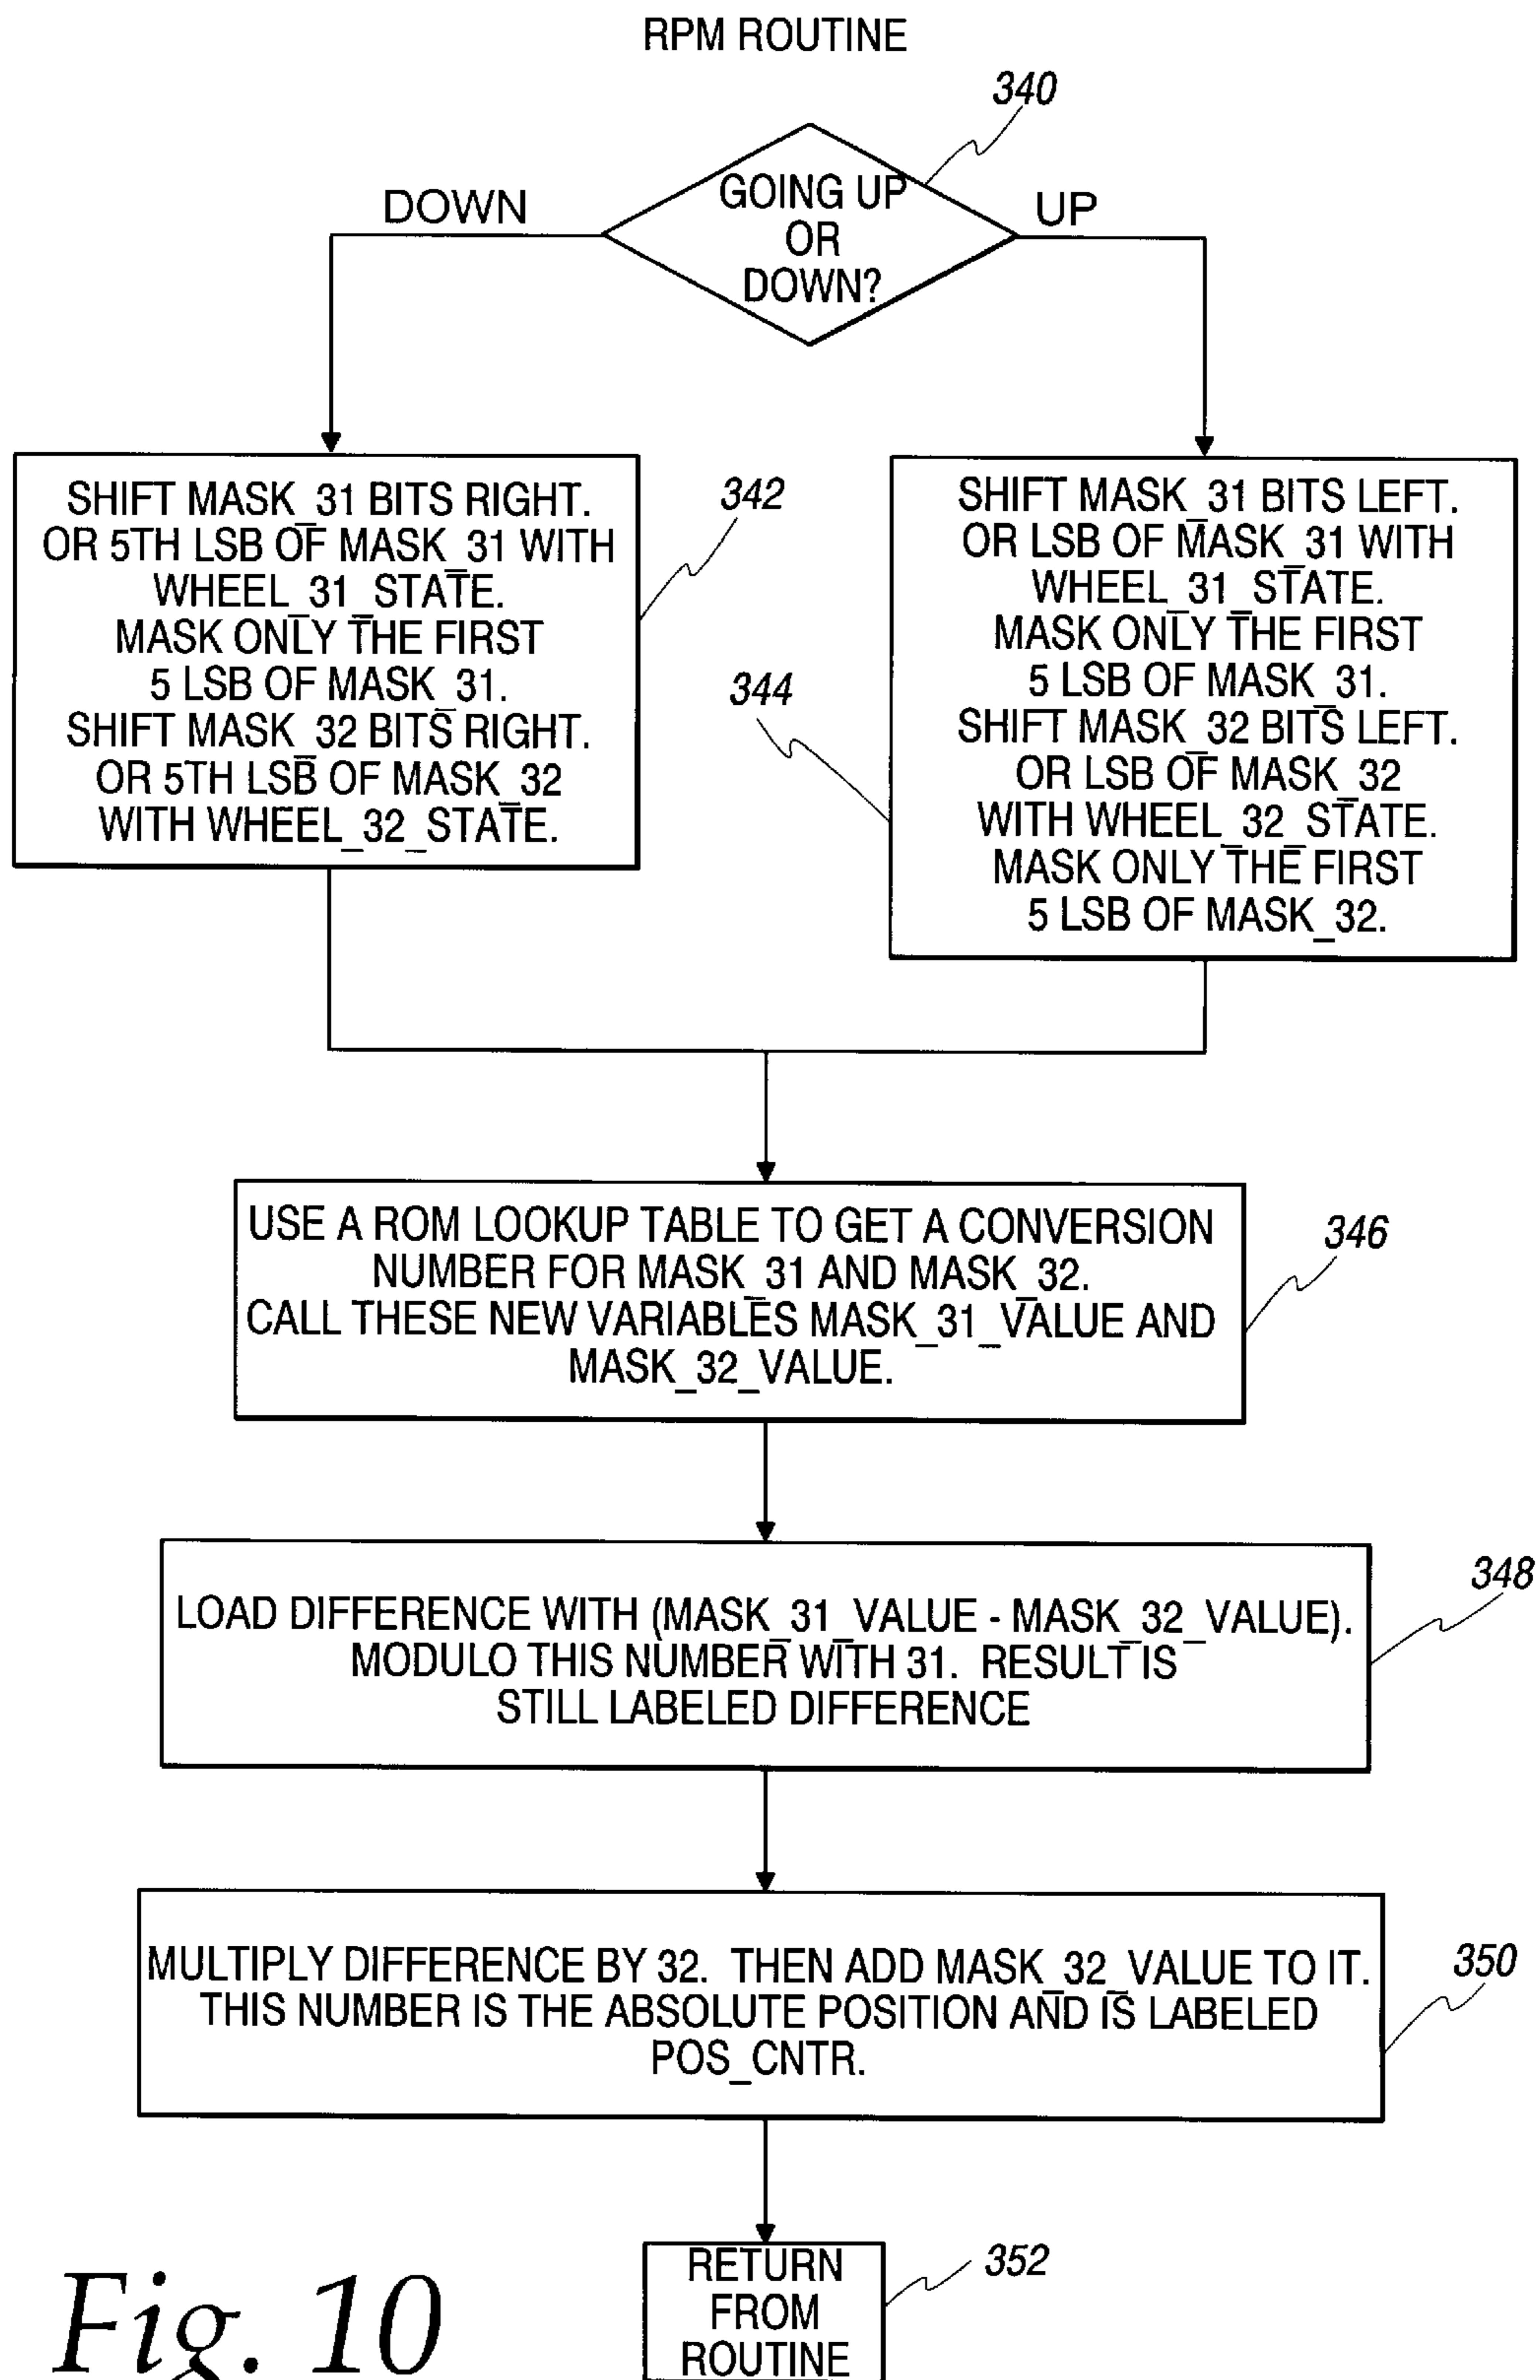 RPM ROUTINE
340
GOING UP
OR
DOWN?
DOWN
UP
SHIFT MASK_31 BITS RIGHT.
OR 5TH LSB OF MASK_31 WITH
WHEEL_31_STATE.
MASK ONLY THE FIRST
5 LSB OF MASK_31.
SHIFT MASK_32 BITS RIGHT.
OR 5TH LSB OF MASK_32
WITH WHEEL_32_STATE.
342
344
SHIFT MASK_31 BITS LEFT.
OR LSB OF MASK_31 WITH
WHEEL_31_STATE.
MASK ONLY THE FIRST
5 LSB OF MASK_31.
SHIFT MASK_32 BITS LEFT.
OR LSB OF MASK_32
WITH WHEEL_32_STATE.
MASK ONLY THE FIRST
5 LSB OF MASK_32.
USE A ROM LOOKUP TABLE TO GET A CONVERSION
NUMBER FOR MASK_31 AND MASK_32.
CALL THESE NEW VARIABLES MASK_31_VALUE AND
MASK_32_VALUE.
346
LOAD DIFFERENCE WITH (MASK_31_VALUE - MASK_32_VALUE).
MODULO THIS NUMBER WITH 31. RESULT IS
STILL LABELED DIFFERENCE
348
MULTIPLY DIFFERENCE BY 32. THEN ADD MASK_32_VALUE TO IT.
THIS NUMBER IS THE ABSOLUTE POSITION AND IS LABELED
POS_CNTR.
350
RETURN
FROM
ROUTINE
352
Fig. 10